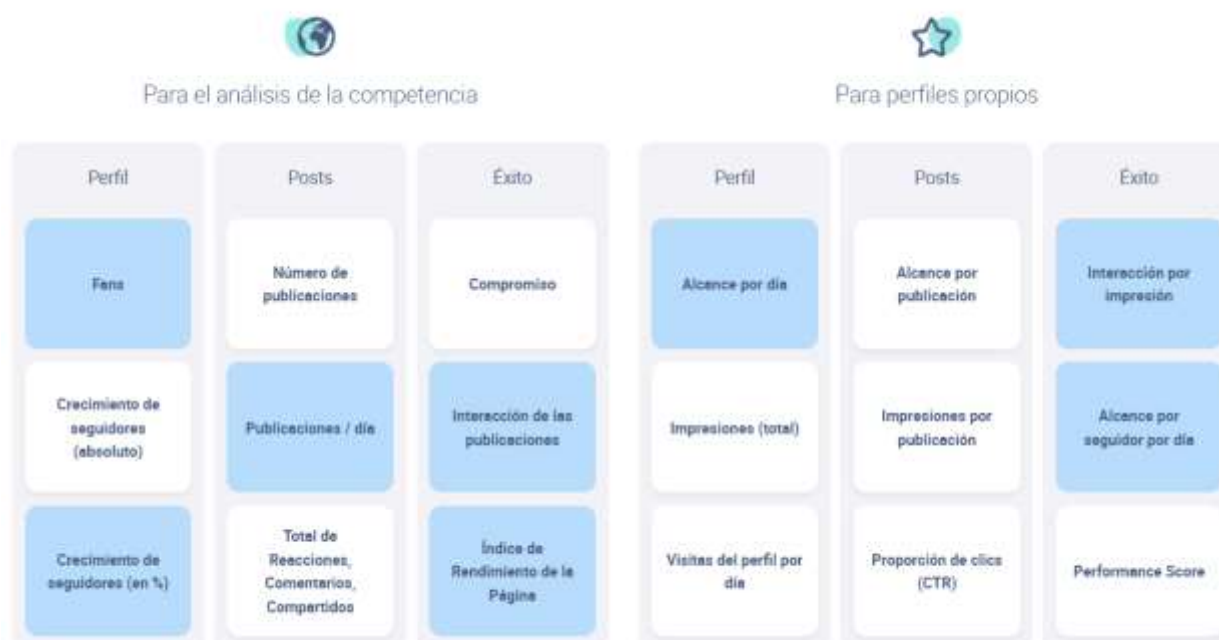 Para el análisis de la competencia
Perfil
Posts
Éxito
Fans
Número de
publicaciones
Compromiso
Crecimiento de
seguidores
(absoluto)
Publicaciones / día
Interacción de las
publicaciones
Crecimiento de
seguidores (en %)
Total de
Reacciones,
Comentarios,
Compartidos
Índice de
Rendimiento de la
Página
Para perfiles propios
Perfil
Posts
Éxito
Alcance por día
Alcance por
publicación
Interacción por
impresión
Impresiones (total)
Impresiones por
publicación
Alcance por
seguidor por día
Visitas del perfil por
día
Proporción de clics
(CTR)
Performance Score